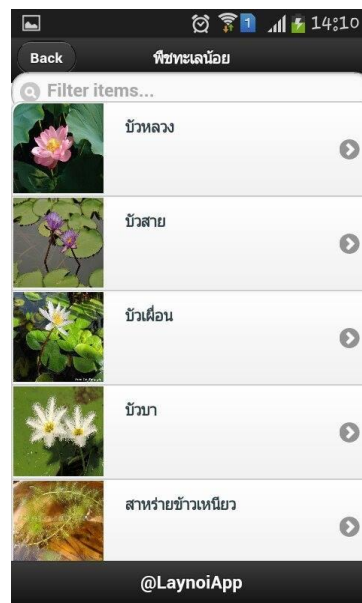 1 14:10
Back พืชทะเลน้อย
Filter items...
บัวหลวง
บัวสาย
บัวเผื่อน
บัวบา
สาหร่ายข้าวเหนียว
@LaynoiApp